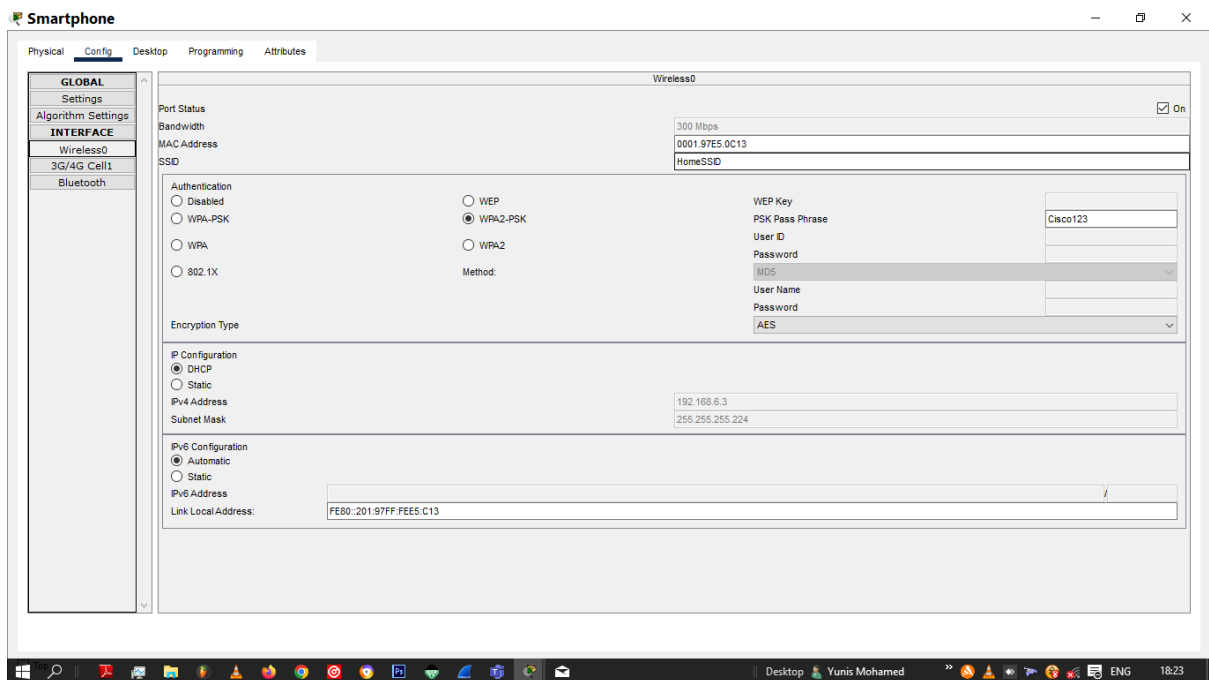 Smartphone
Physical Config Desktop Programming Attributes
GLOBAL
Settings
Algorithm Settings
INTERFACE
Wireless0
3G/4G Cell1
Bluetooth
Wireless0
Port Status On
Bandwidth 300 Mbps
MAC Address 0001.97E5.0C13
SSID HomeSSID
Authentication
Disabled WEP WEP Key
WPA-PSK WPA2-PSK PSK Pass Phrase Cisco123
User ID
WPA WPA2
Password
802.1X Method: MD5
User Name
Password
Encryption Type AES
IP Configuration
DHCP
Static
IPv4 Address 192.168.6.3
Subnet Mask 255.255.255.224
IPv6 Configuration
Automatic
Static
IPv6 Address /
Link Local Address: FE80::201:97FF:FEE5:C13
Top Ps Desktop Yunis Mohamed » ENG 18:23